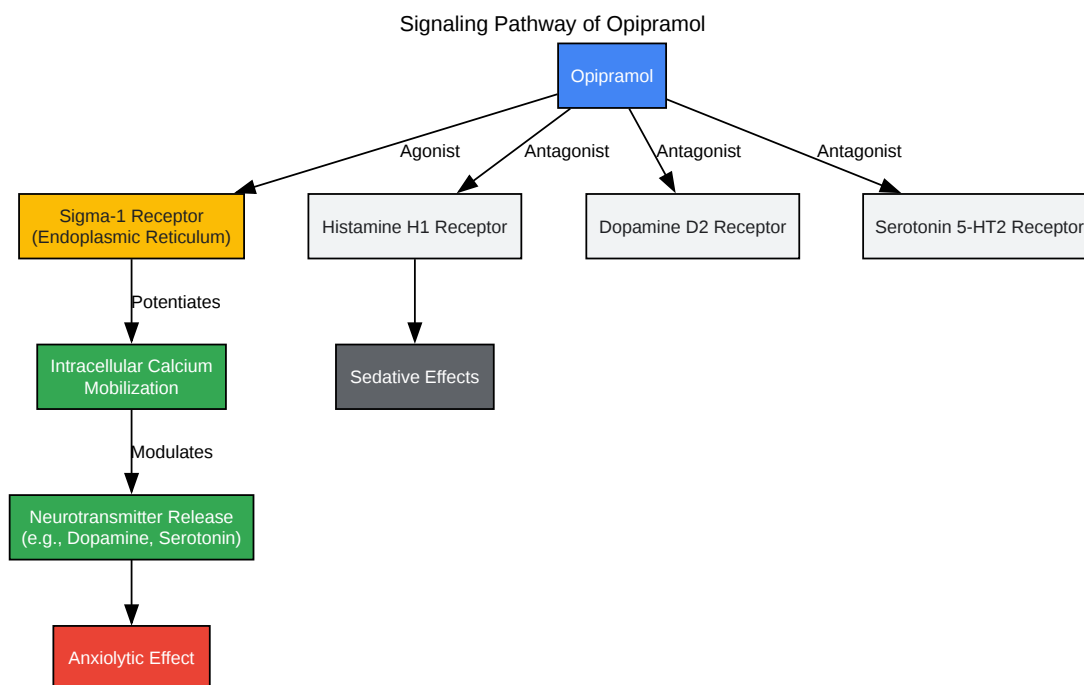 Signaling Pathway of Opipramol
Opipramol
Agonist
Antagonist
Antagonist
Antagonist
Sigma-1 Receptor
(Endoplasmic Reticulum)
Histamine H1 Receptor
Dopamine D2 Receptor
Serotonin 5-HT2 Receptor
Potentiates
Intracellular Calcium
Mobilization
Sedative Effects
Modulates
Neurotransmitter Release
(e.g., Dopamine, Serotonin)
Anxiolytic Effect